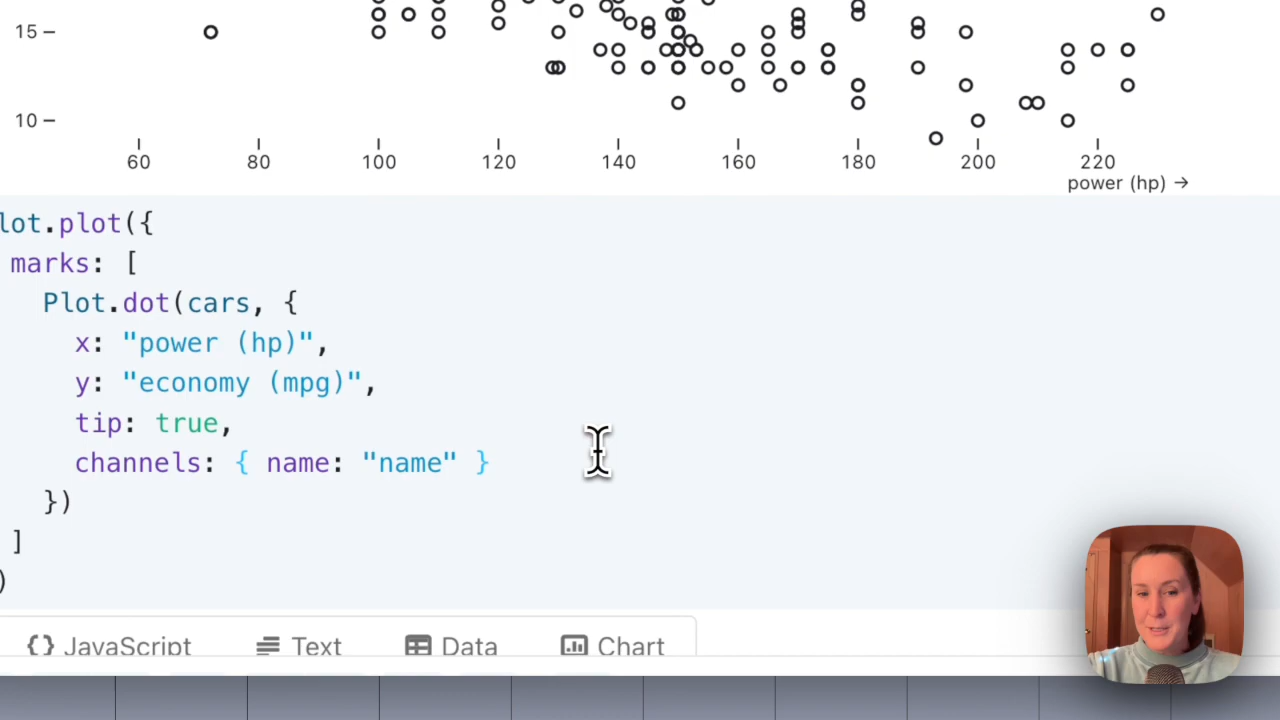 15
10
60 80 100 120 140 160 180 200 220
power (hp) →
lot.plot({
marks: [
Plot.dot(cars, {
x: "power (hp)",
y: "economy (mpg)",
tip: true,
channels: { name: "name" }
})
]
)
{} JavaScript Text Data Chart